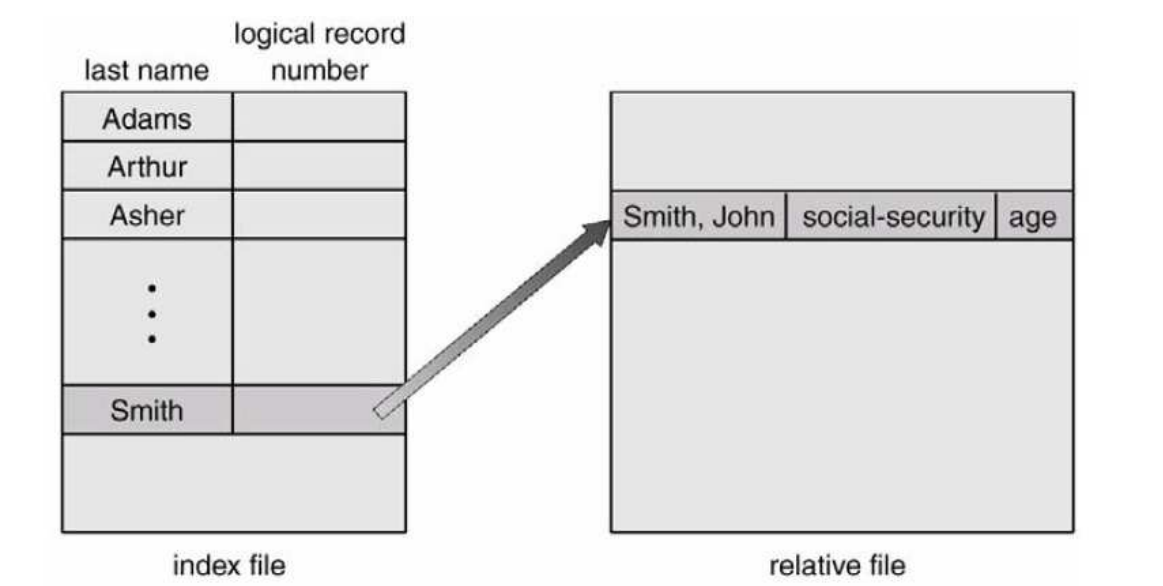 logical record
last name number
Adams
Arthur
Asher
Smith
Smith, John social-security age
index file relative file